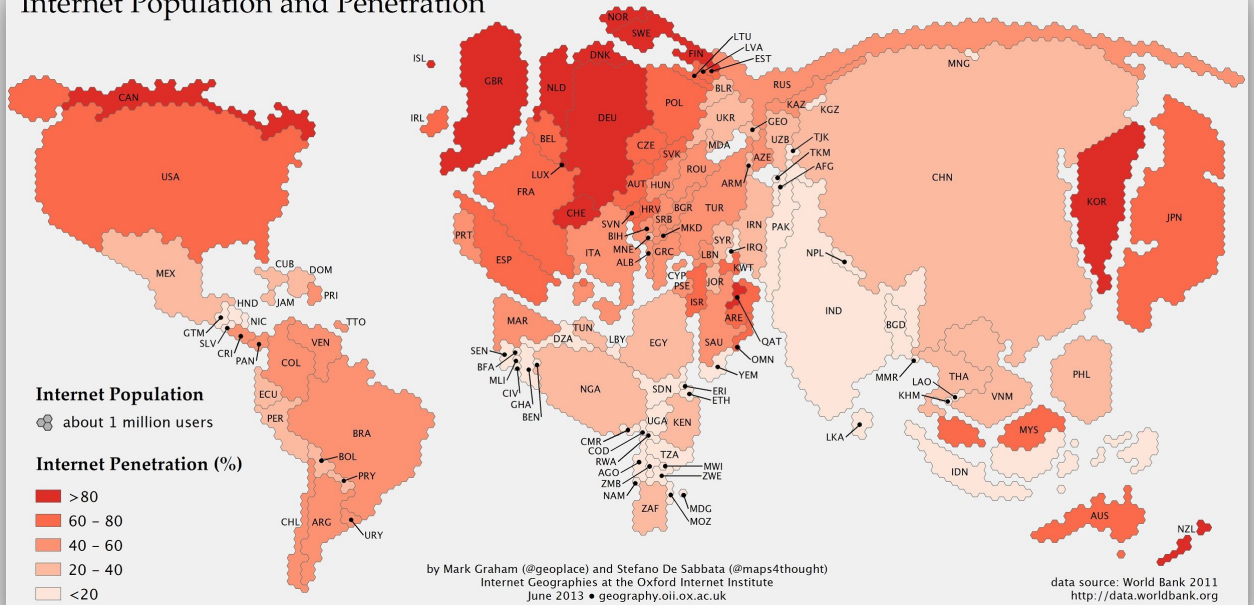 Internet Population and Penetration
NOR
SWE
FIN
LTU
LVA
EST
ISL
GBR
DNK
NLD
DEU
POL
BLR
RUS
MNG
KAZ
KGZ
CAN
IRL
BEL
CZE
SVK
UKR
MDA
GEO
UZB
TJK
TKM
AFG
AZE
USA
LUX
FRA
AUT
HUN
ROU
ARM
CHN
CHE
SVN
HRV
BGR
TUR
SRB
BIH
MKD
KOR
JPN
PRT
ESP
ITA
MNE
ALB
GRC
SYR
LBN
IRN
IRQ
PAK
NPL
MEX
CUB
DOM
JAM
PRI
CYP
PSE
JOR
KWT
ISR
HND
NIC
GTM
SLV
CRI
PAN
TTO
VEN
COL
MAR
TUN
DZA
LBY
EGY
ARE
SAU
QAT
OMN
YEM
IND
BGD
SEN
BFA
MLI
CIV
GHA
BEN
NGA
SDN
ERI
ETH
MMR
LAO
KHM
THA
VNM
PHL
ECU
PER
BRA
BOL
PRY
CHL
ARG
URY
UGA
KEN
CMR
COD
RWA
AGO
ZMB
NAM
TZA
MWI
ZWE
ZAF
MDG
MOZ
LKA
MYS
IDN
AUS
NZL
Internet Population
about 1 million users
Internet Penetration (%)
>80
60 – 80
40 – 60
20 – 40
<20
by Mark Graham (@geoplace) and Stefano De Sabbata (@maps4thought)
Internet Geographies at the Oxford Internet Institute
June 2013 • geography.oii.ox.ac.uk
data source: World Bank 2011
http://data.worldbank.org